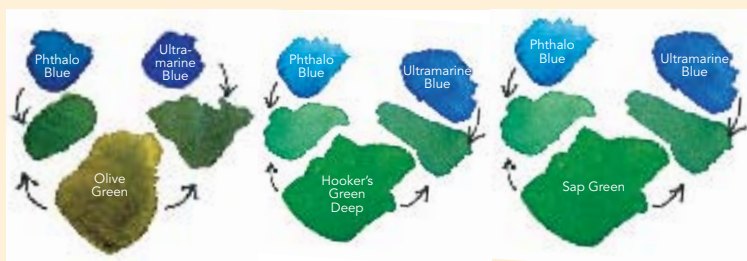 Phthalo
Blue
Ultra-
marine
Blue
Olive
Green
Phthalo
Blue
Ultramarine
Blue
Hooker's
Green
Deep
Phthalo
Blue
Ultramarine
Blue
Sap Green